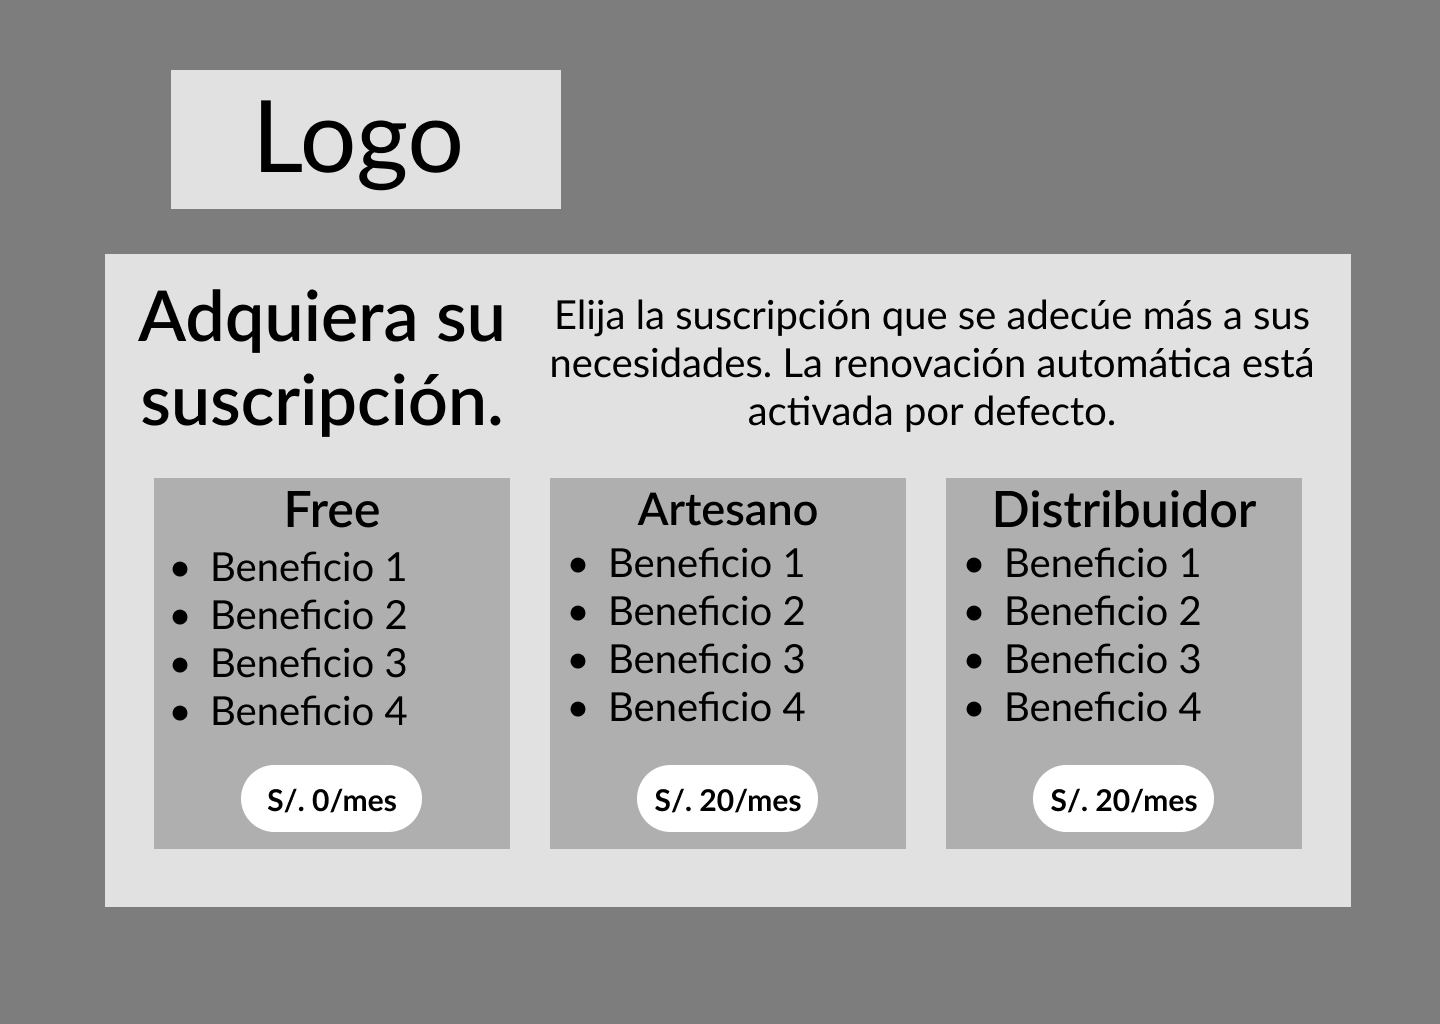 Logo
Adquiera su
suscripción.
Elija la suscripción que se adecúe más a sus
necesidades. La renovación automática está
activada por defecto.
Free
• Beneficio 1
• Beneficio 2
• Beneficio 3
• Beneficio 4
S/. 0/mes
Artesano
• Beneficio 1
• Beneficio 2
• Beneficio 3
• Beneficio 4
S/. 20/mes
Distribuidor
• Beneficio 1
• Beneficio 2
• Beneficio 3
• Beneficio 4
S/. 20/mes